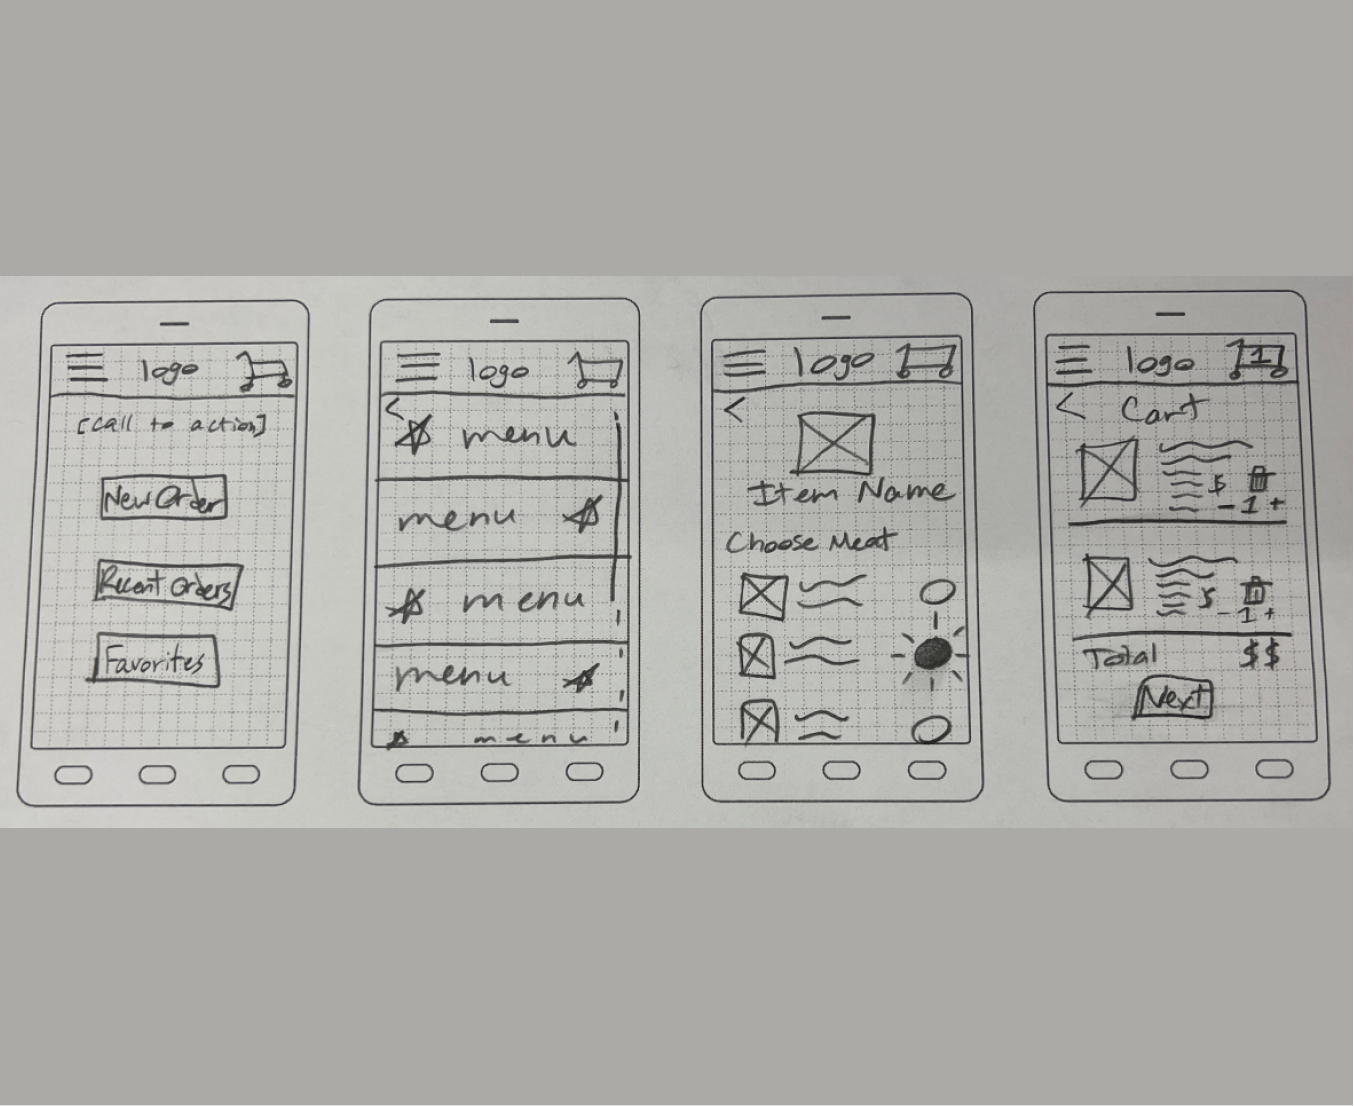 logo
[call to action]
New Order
Recent Orders
Favorites
logo
<
menu
menu
menu
menu
menu
logo
<
Item Name
Choose Meat
logo 1
< Cart
$
- 1 +
$
- 1 +
Total $$
Next